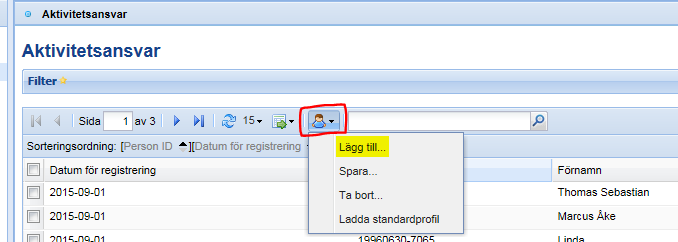 Aktivitetsansvar
Aktivitetsansvar
Filter
Sida 1 av 3 15
Sorteringsordning: [Person ID ][Datum för registrering
Lägg till...
Spara...
Ta bort...
Ladda standardprofil
Datum för registrering Förnamn
2015-09-01 Thomas Sebastian
2015-09-01 Marcus Åke
2015-09-01 19960630-7065 Linda